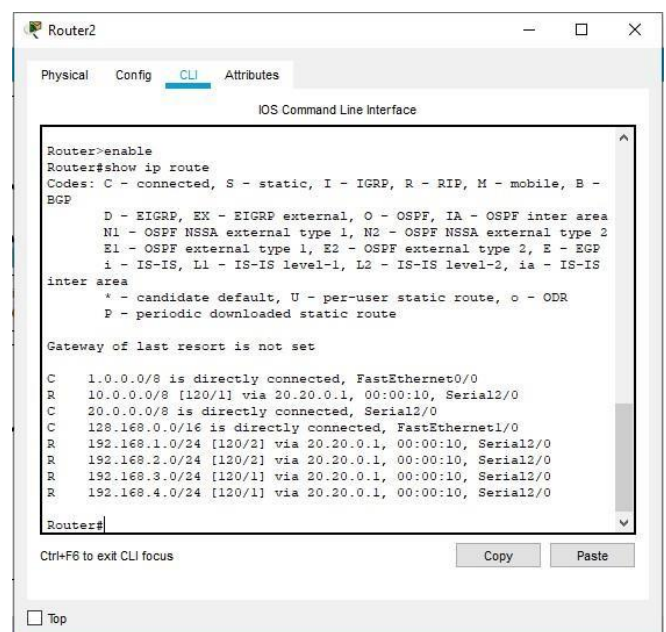 Router2
Physical Config CLI Attributes
IOS Command Line Interface
Router>enable
Router#show ip route
Codes: C - connected, S - static, I - IGRP, R - RIP, M - mobile, B -
BGP
D - EIGRP, EX - EIGRP external, O - OSPF, IA - OSPF inter area
N1 - OSPF NSSA external type 1, N2 - OSPF NSSA external type 2
E1 - OSPF external type 1, E2 - OSPF external type 2, E - EGP
i - IS-IS, L1 - IS-IS level-1, L2 - IS-IS level-2, ia - IS-IS
inter area
* - candidate default, U - per-user static route, o - ODR
P - periodic downloaded static route
Gateway of last resort is not set
C 1.0.0.0/8 is directly connected, FastEthernet0/0
R 10.0.0.0/8 [120/1] via 20.20.0.1, 00:00:10, Serial2/0
C 20.0.0.0/8 is directly connected, Serial2/0
C 128.168.0.0/16 is directly connected, FastEthernet1/0
R 192.168.1.0/24 [120/2] via 20.20.0.1, 00:00:10, Serial2/0
R 192.168.2.0/24 [120/2] via 20.20.0.1, 00:00:10, Serial2/0
R 192.168.3.0/24 [120/1] via 20.20.0.1, 00:00:10, Serial2/0
R 192.168.4.0/24 [120/1] via 20.20.0.1, 00:00:10, Serial2/0
Router#
Ctrl+F6 to exit CLI focus
Copy Paste
Top